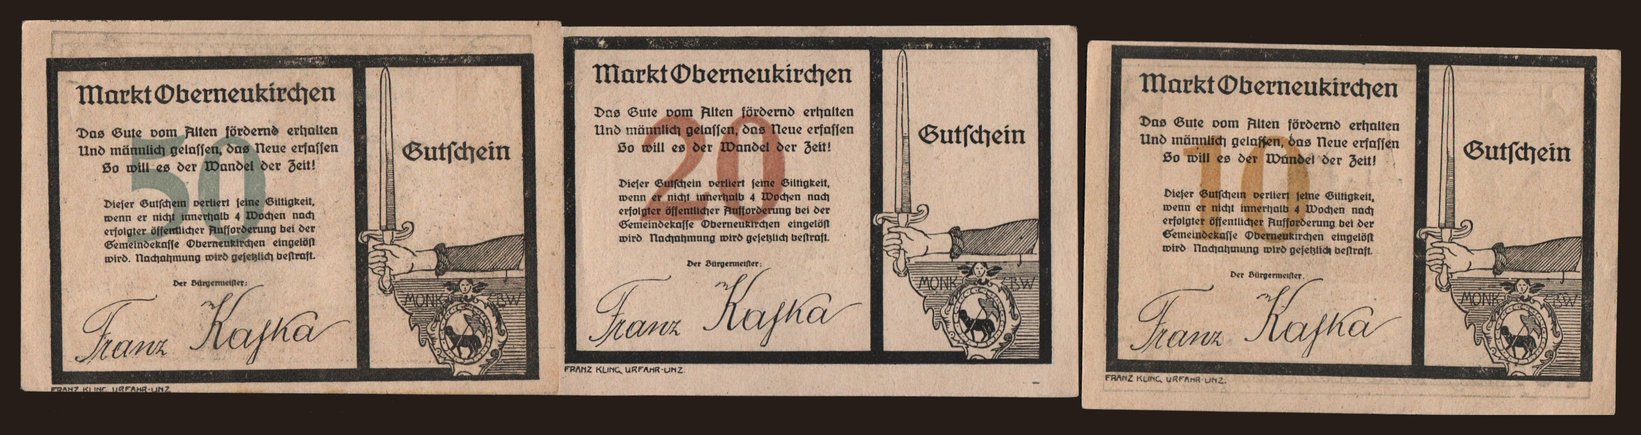 Markt Oberneukirchen
Das Gute vom Alten fördernd erhalten
Und männlich gelassen, das Neue erfassen
So will es der Wandel der Zeit!
50
Dieser Gutschein verliert seine Giltigkeit,
wenn er nicht innerhalb 4 Wochen nach
erfolgter öffentlicher Aufforderung bei der
Gemeindekasse Oberneukirchen eingelöst
wird. Nachahmung wird gesetzlich bestraft.
Der Bürgermeister:
Franz Kafka
Gutschein
MONK BW
FRANZ KLING, URFAHR-LINZ.
Markt Oberneukirchen
Das Gute vom Alten fördernd erhalten
Und männlich gelassen, das Neue erfassen
So will es der Wandel der Zeit!
20
Dieser Gutschein verliert seine Giltigkeit,
wenn er nicht innerhalb 4 Wochen nach
erfolgter öffentlicher Aufforderung bei der
Gemeindekasse Oberneukirchen eingelöst
wird Nachahmung wird gesetzlich bestraft.
Der Bürgermeister:
Franz Kafka
Gutschein
MONK BW
FRANZ KLING, URFAHR-LINZ.
Markt Oberneukirchen
Das Gute vom Alten fördernd erhalten
Und männlich gelassen, das Neue erfassen
So will es der Wandel der Zeit!
10
Dieser Gutschein verliert seine Giltigkeit,
wenn er nicht innerhalb 4 Wochen nach
erfolgter öffentlicher Aufforderung bei der
Gemeindekasse Oberneukirchen eingelöst
wird Nachahmung wird gesetzlich bestraft.
Der Bürgermeister.
Franz Kafka
Gutschein
MONK BW
FRANZ KLING, URFAHR-LINZ.